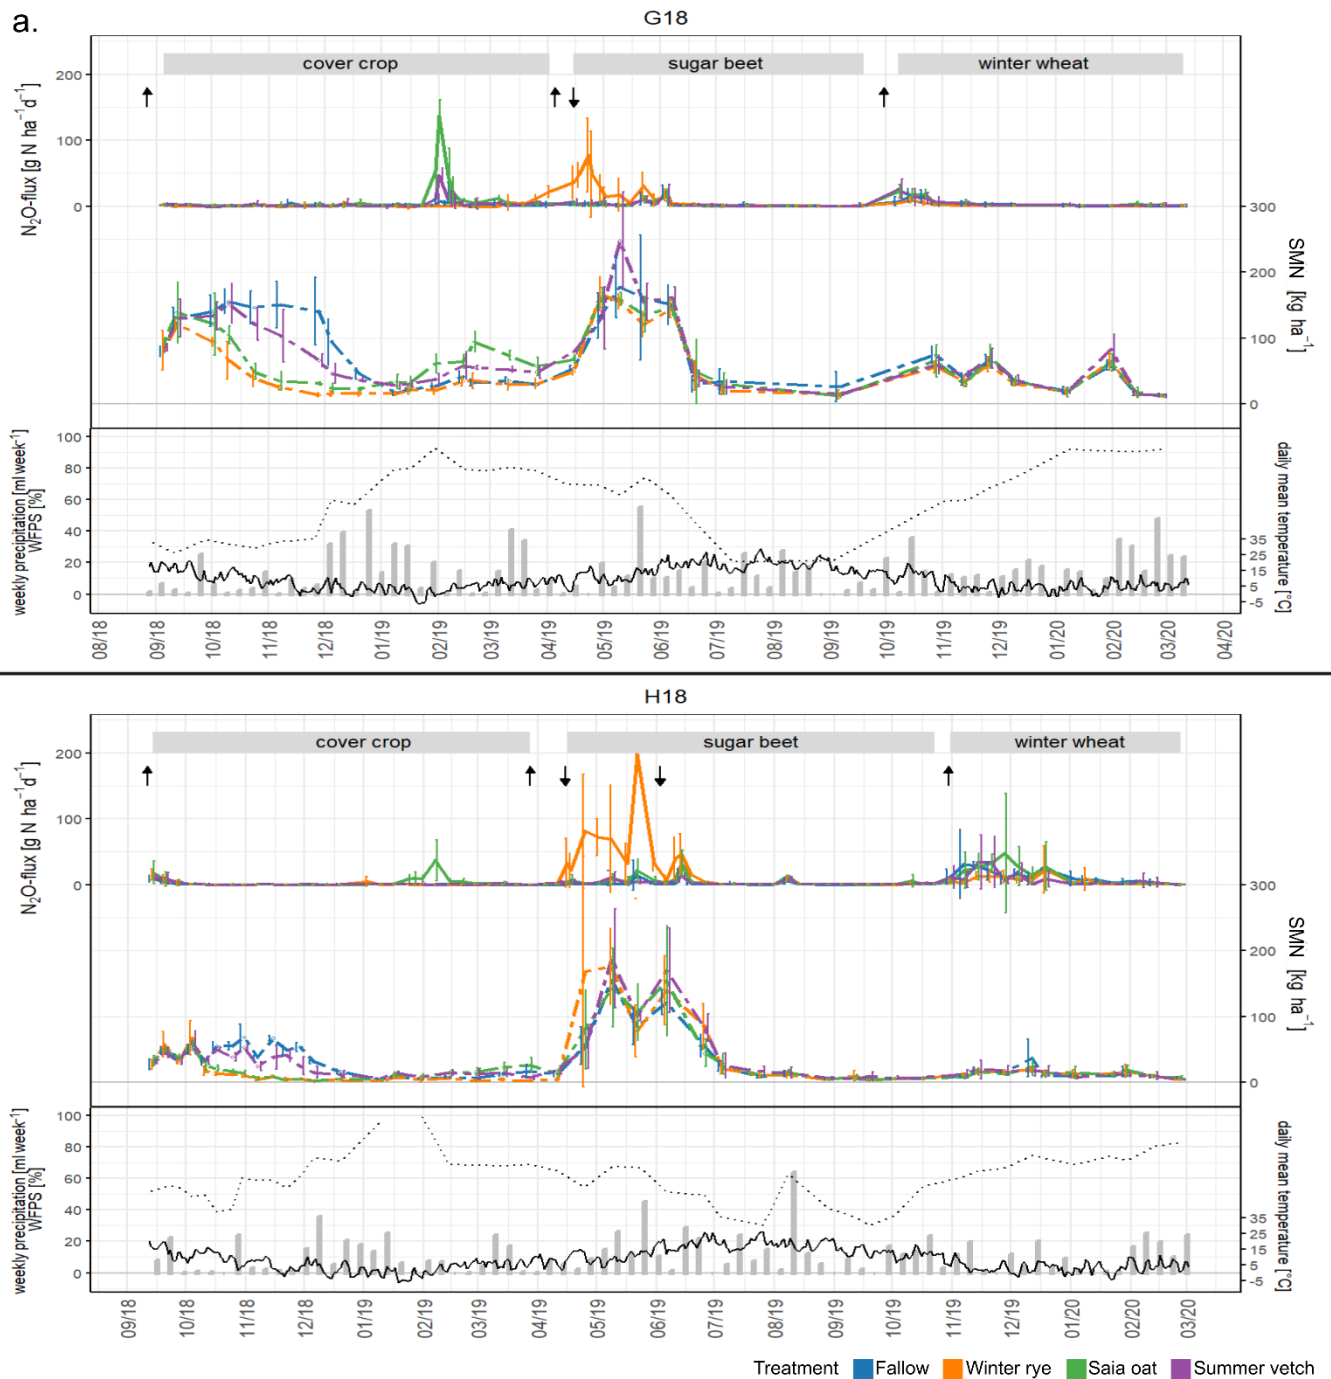 a.
G18
cover crop
sugar beet
winter wheat
N₂O-flux [g N ha⁻¹d⁻¹]
200
100
0
SMN [kg ha⁻¹]
300
200
100
0
weekly precipitation [ml week⁻¹]
WFPS [%]
100
80
60
40
20
0
daily mean temperature [°C]
35
25
15
5
-5
08/18 09/18 10/18 11/18 12/18 01/19 02/19 03/19 04/19 05/19 06/19 07/19 08/19 09/19 10/19 11/19 12/19 01/20 02/20 03/20 04/20
H18
cover crop
sugar beet
winter wheat
N₂O-flux [g N ha⁻¹d⁻¹]
200
100
0
SMN [kg ha⁻¹]
300
200
100
0
weekly precipitation [ml week⁻¹]
WFPS [%]
100
80
60
40
20
0
daily mean temperature [°C]
35
25
15
5
-5
09/18 10/18 11/18 12/18 01/19 02/19 03/19 04/19 05/19 06/19 07/19 08/19 09/19 10/19 11/19 12/19 01/20 02/20 03/20
Treatment Fallow Winter rye Saia oat Summer vetch